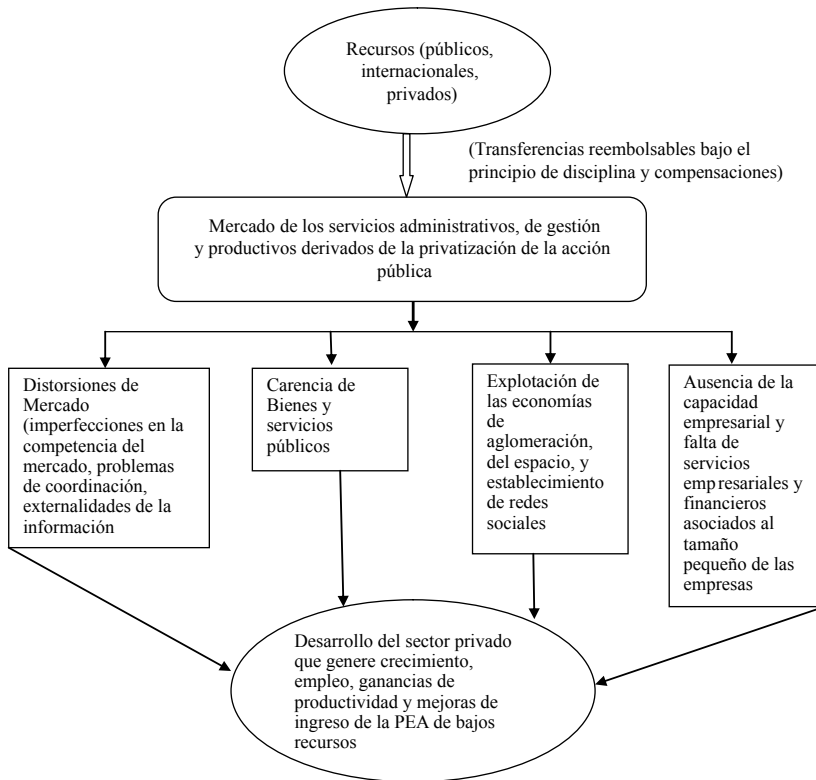 Recursos (públicos,
internacionales,
privados)
(Transferencias reembolsables bajo el
principio de disciplina y compensaciones)
Mercado de los servicios administrativos, de gestión
y productivos derivados de la privatización de la acción
pública
Distorsiones de
Mercado
(imperfecciones en la
competencia del
mercado, problemas
de coordinación,
externalidades de la
información
Carencia de
Bienes y
servicios
públicos
Explotación de
las economías
de
aglomeración,
del espacio, y
establecimiento
de redes
sociales
Ausencia de la
capacidad
empresarial y
falta de
servicios
empresariales y
financieros
asociados al
tamaño
pequeño de las
empresas
Desarrollo del sector privado
que genere crecimiento,
empleo, ganancias de
productividad y mejoras de
ingreso de la PEA de bajos
recursos